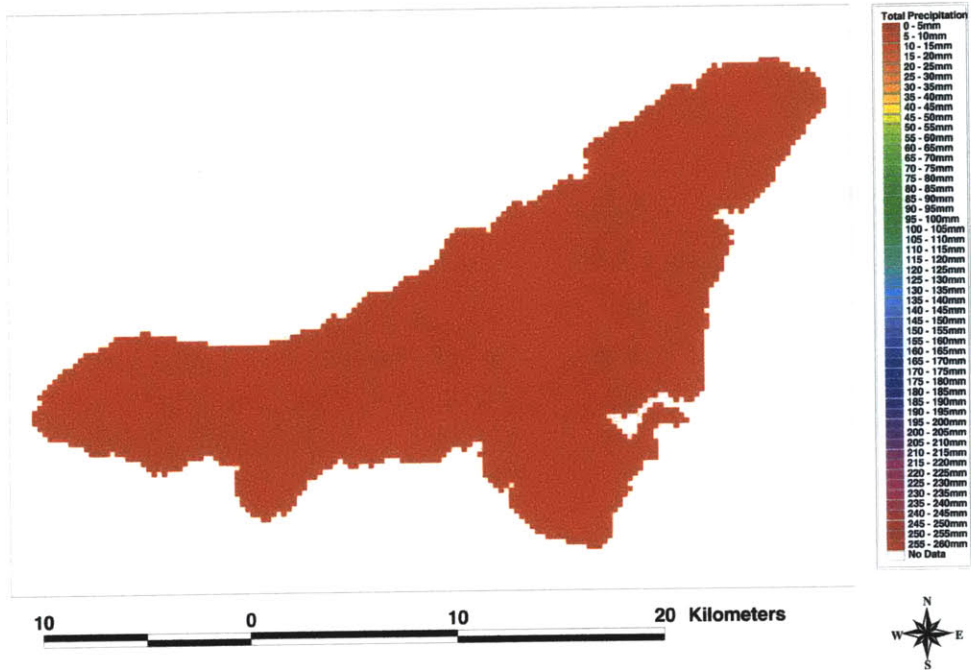 Total Precipitation
0 - 5mm
5 - 10mm
10 - 15mm
15 - 20mm
20 - 25mm
25 - 30mm
30 - 35mm
35 - 40mm
40 - 45mm
45 - 50mm
50 - 55mm
55 - 60mm
60 - 65mm
65 - 70mm
70 - 75mm
75 - 80mm
80 - 85mm
85 - 90mm
90 - 95mm
95 - 100mm
100 - 105mm
105 - 110mm
110 - 115mm
115 - 120mm
120 - 125mm
125 - 130mm
130 - 135mm
135 - 140mm
140 - 145mm
145 - 150mm
150 - 155mm
155 - 160mm
160 - 165mm
165 - 170mm
170 - 175mm
175 - 180mm
180 - 185mm
185 - 190mm
190 - 195mm
195 - 200mm
200 - 205mm
205 - 210mm
210 - 215mm
215 - 220mm
220 - 225mm
225 - 230mm
230 - 235mm
235 - 240mm
240 - 245mm
245 - 250mm
250 - 255mm
255 - 260mm
No Data
10 0 10 20 Kilometers
N
W E
S